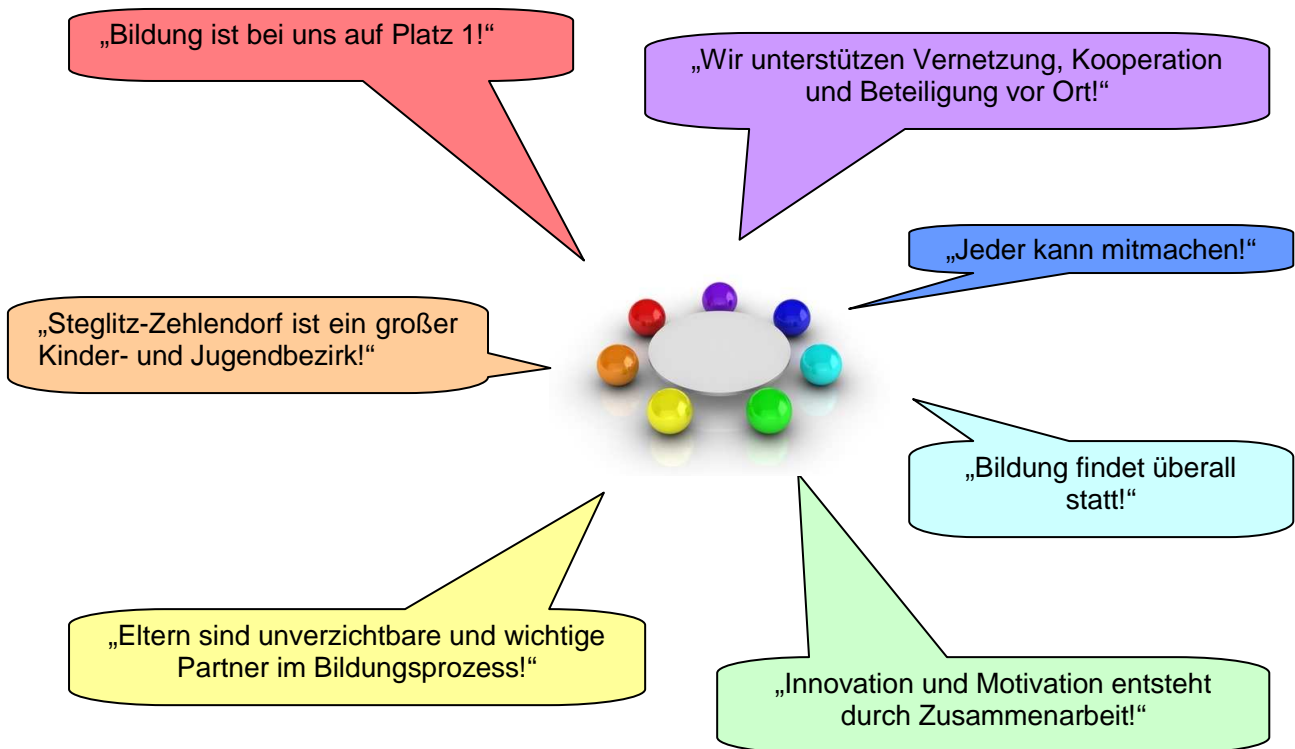 „Bildung ist bei uns auf Platz 1!“
„Wir unterstützen Vernetzung, Kooperation
und Beteiligung vor Ort!“
„Jeder kann mitmachen!“
„Steglitz-Zehlendorf ist ein großer
Kinder- und Jugendbezirk!“
„Bildung findet überall
statt!“
„Eltern sind unverzichtbare und wichtige
Partner im Bildungsprozess!“
„Innovation und Motivation entsteht
durch Zusammenarbeit!“